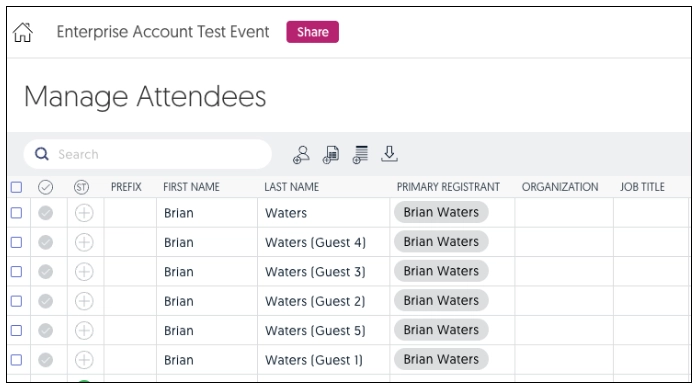 Enterprise Account Test Event Share
Manage Attendees
Search
ST PREFIX FIRST NAME LAST NAME PRIMARY REGISTRANT ORGANIZATION JOB TITLE
Brian Waters Brian Waters
Brian Waters (Guest 4) Brian Waters
Brian Waters (Guest 3) Brian Waters
Brian Waters (Guest 2) Brian Waters
Brian Waters (Guest 5) Brian Waters
Brian Waters (Guest 1) Brian Waters